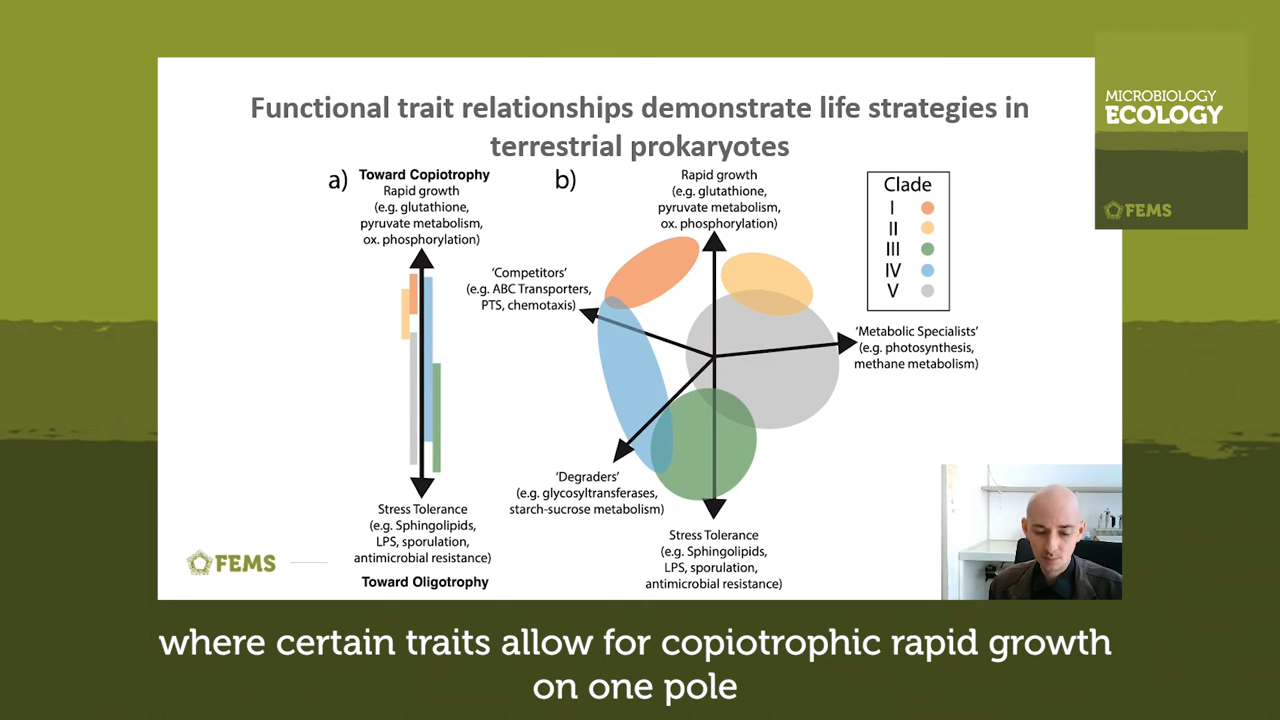 MICROBIOLOGY
ECOLOGY
FEMS
Functional trait relationships demonstrate life strategies in
terrestrial prokaryotes
a)
Toward Copiotrophy
Rapid growth
(e.g. glutathione,
pyruvate metabolism,
ox. phosphorylation)
Stress Tolerance
(e.g. Sphingolipids,
LPS, sporulation,
antimicrobial resistance)
Toward Oligotrophy
b)
Rapid growth
(e.g. glutathione,
pyruvate metabolism,
ox. phosphorylation)
'Competitors'
(e.g. ABC Transporters,
PTS, chemotaxis)
'Metabolic Specialists'
(e.g. photosynthesis,
methane metabolism)
'Degraders'
(e.g. glycosyltransferases,
starch-sucrose metabolism)
Stress Tolerance
(e.g. Sphingolipids,
LPS, sporulation,
antimicrobial resistance)
Clade
I
II
III
IV
V
FEMS
where certain traits allow for copiotrophic rapid growth
on one pole